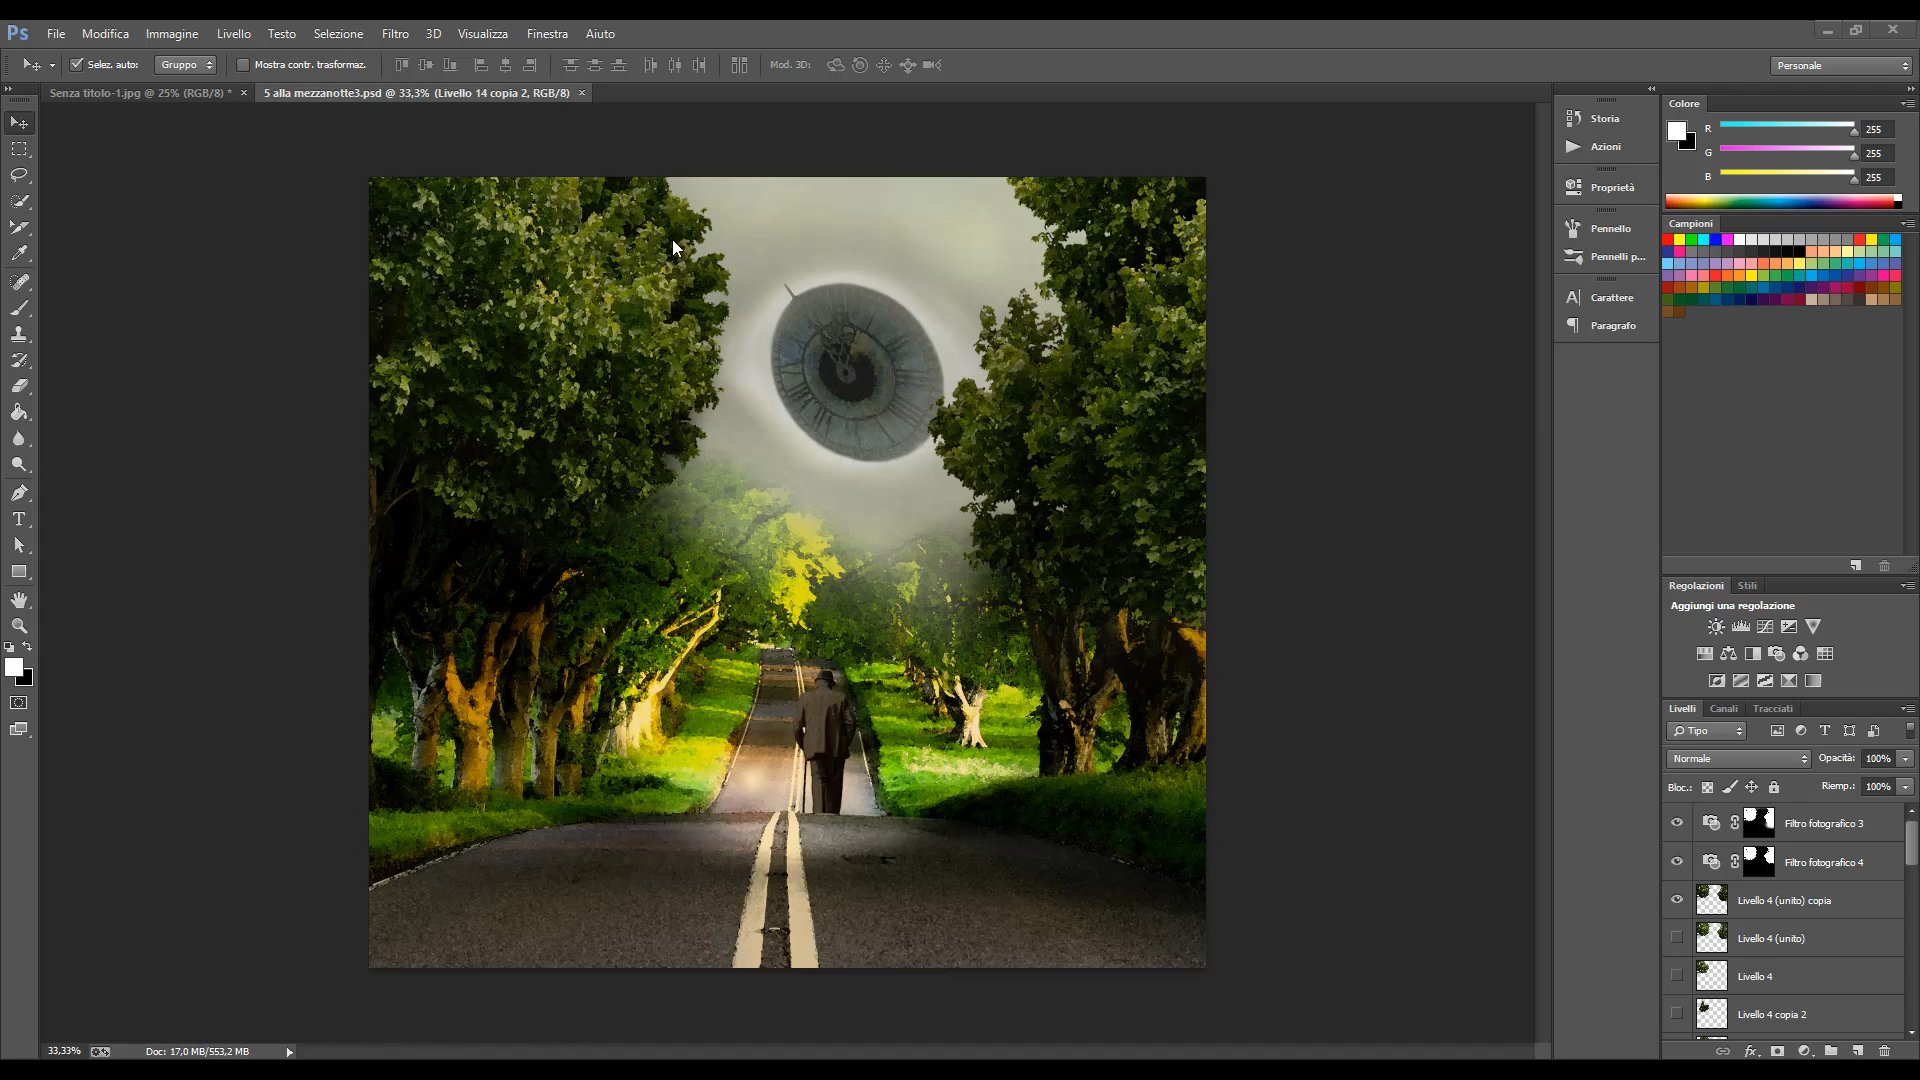 Ps File Modifica Immagine Livello Testo Selezione Filtro 3D Visualizza Finestra Aiuto
Selez. auto: Gruppo Mostra contr. trasformaz. Mod. 3D: Personale
Senza titolo-1.jpg @ 25% (RGB/8) * × 5 alla mezzanotte3.psd @ 33,3% (Livello 14 copia 2, RGB/8) ×
Storia
Azioni
Proprietà
Pennello
Pennelli p...
Carattere
Paragrafo
Colore
R 255
G 255
B 255
Campioni
Regolazioni Stili
Aggiungi una regolazione
Livelli Canali Tracciati
Tipo
Normale Opacità: 100%
Bloc.: Riemp.: 100%
Filtro fotografico 3
Filtro fotografico 4
Livello 4 (unito) copia
Livello 4 (unito)
Livello 4
Livello 4 copia 2
33,33% Doc: 17,0 MB/553,2 MB